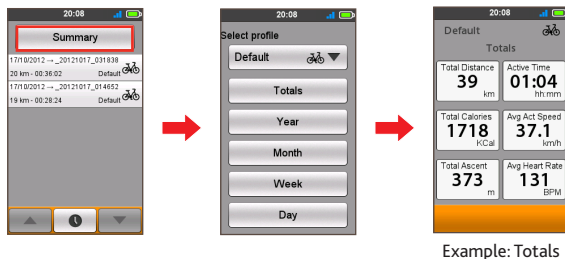 20:08
Summary
17/10/2012 → _20121017_031838
20 km - 00:36:02 Default
17/10/2012 → _20121017_014652
19 km - 00:28:24 Default
20:08
Select profile
Default
Totals
Year
Month
Week
Day
20:08
Default
Totals
Total Distance Active Time
39 01:04
km hh:mm
Total Calories Avg Act Speed
1718 37.1
KCal km/h
Total Ascent Avg Heart Rate
373 131
m BPM
Example: Totals